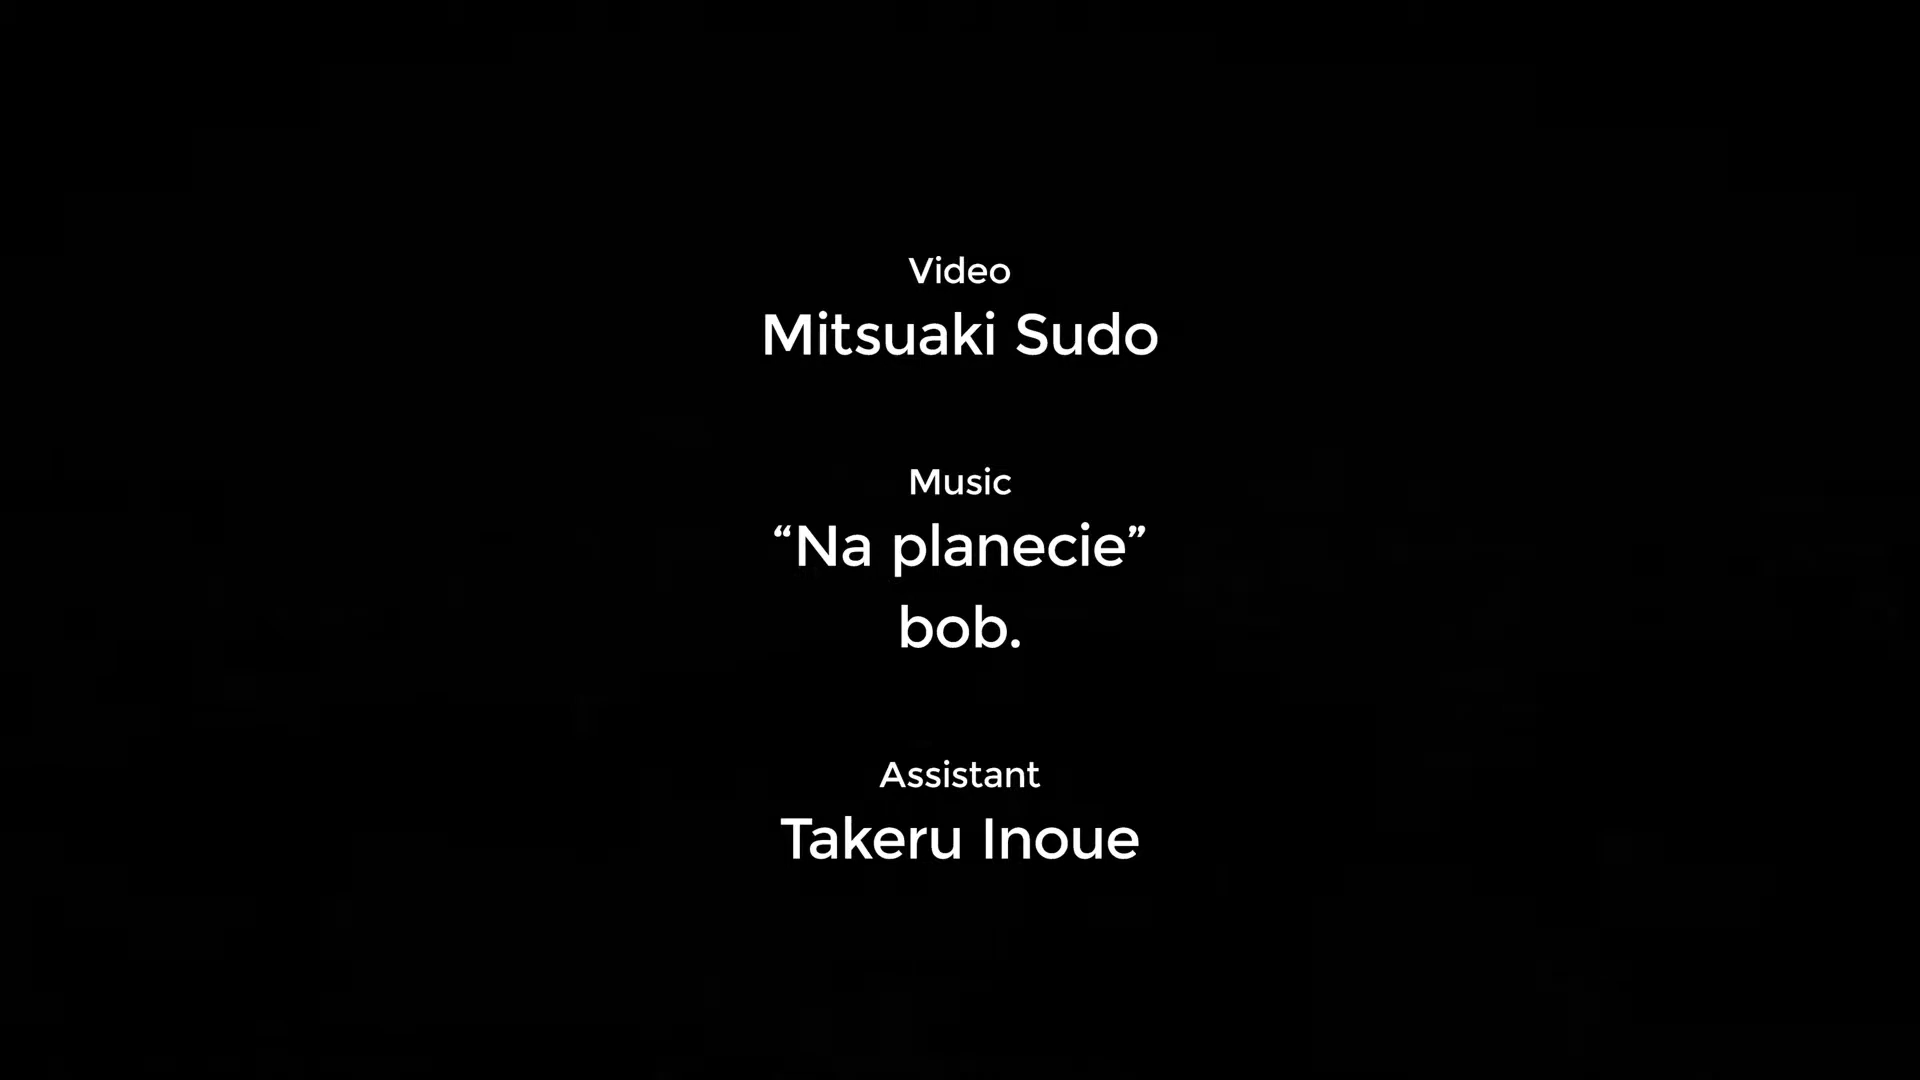 Video
Mitsuaki Sudo
Music
“Na planecie”
bob.
Assistant
Takeru Inoue